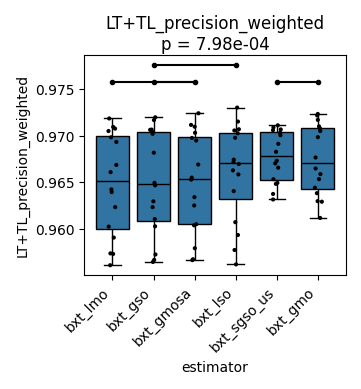 LT+TL_precision_weighted
p = 7.98e-04
LT+TL_precision_weighted
0.975
0.970
0.965
0.960
bxt_lmo
bxt_gso
bxt_gmosa
bxt_lso
bxt_sgso_us
bxt_gmo
estimator